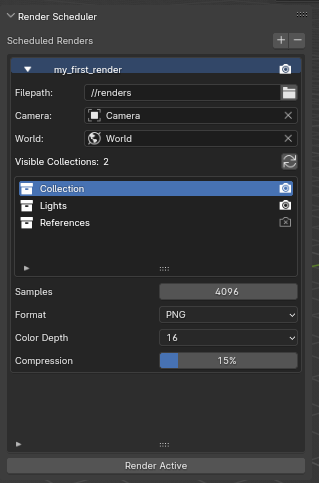 Render Scheduler
Scheduled Renders
my_first_render
Filepath: //renders
Camera: Camera
World: World
Visible Collections: 2
Collection
Lights
References
Samples 4096
Format PNG
Color Depth 16
Compression 15%
Render Active